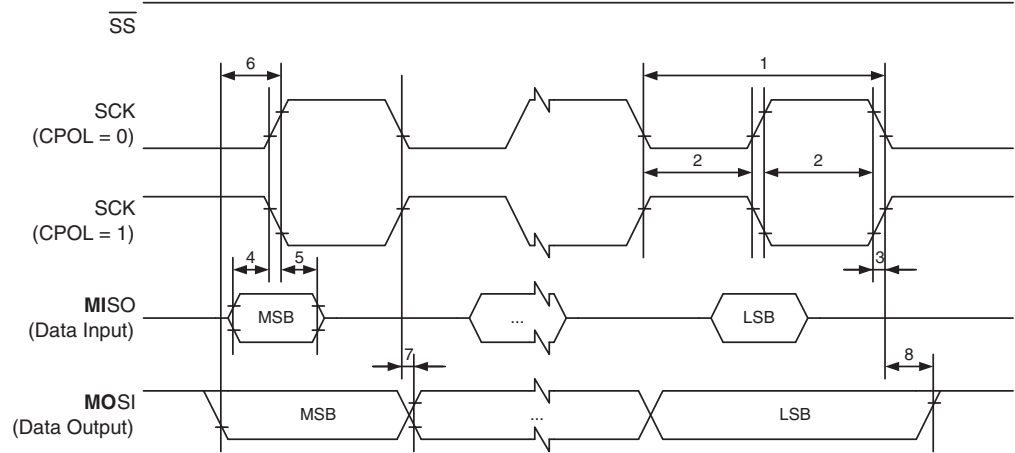 SS
6
1
SCK
(CPOL = 0)
2
2
SCK
(CPOL = 1)
4
5
3
MISO
(Data Input)
MSB
...
LSB
7
8
MOSI
(Data Output)
MSB
...
LSB